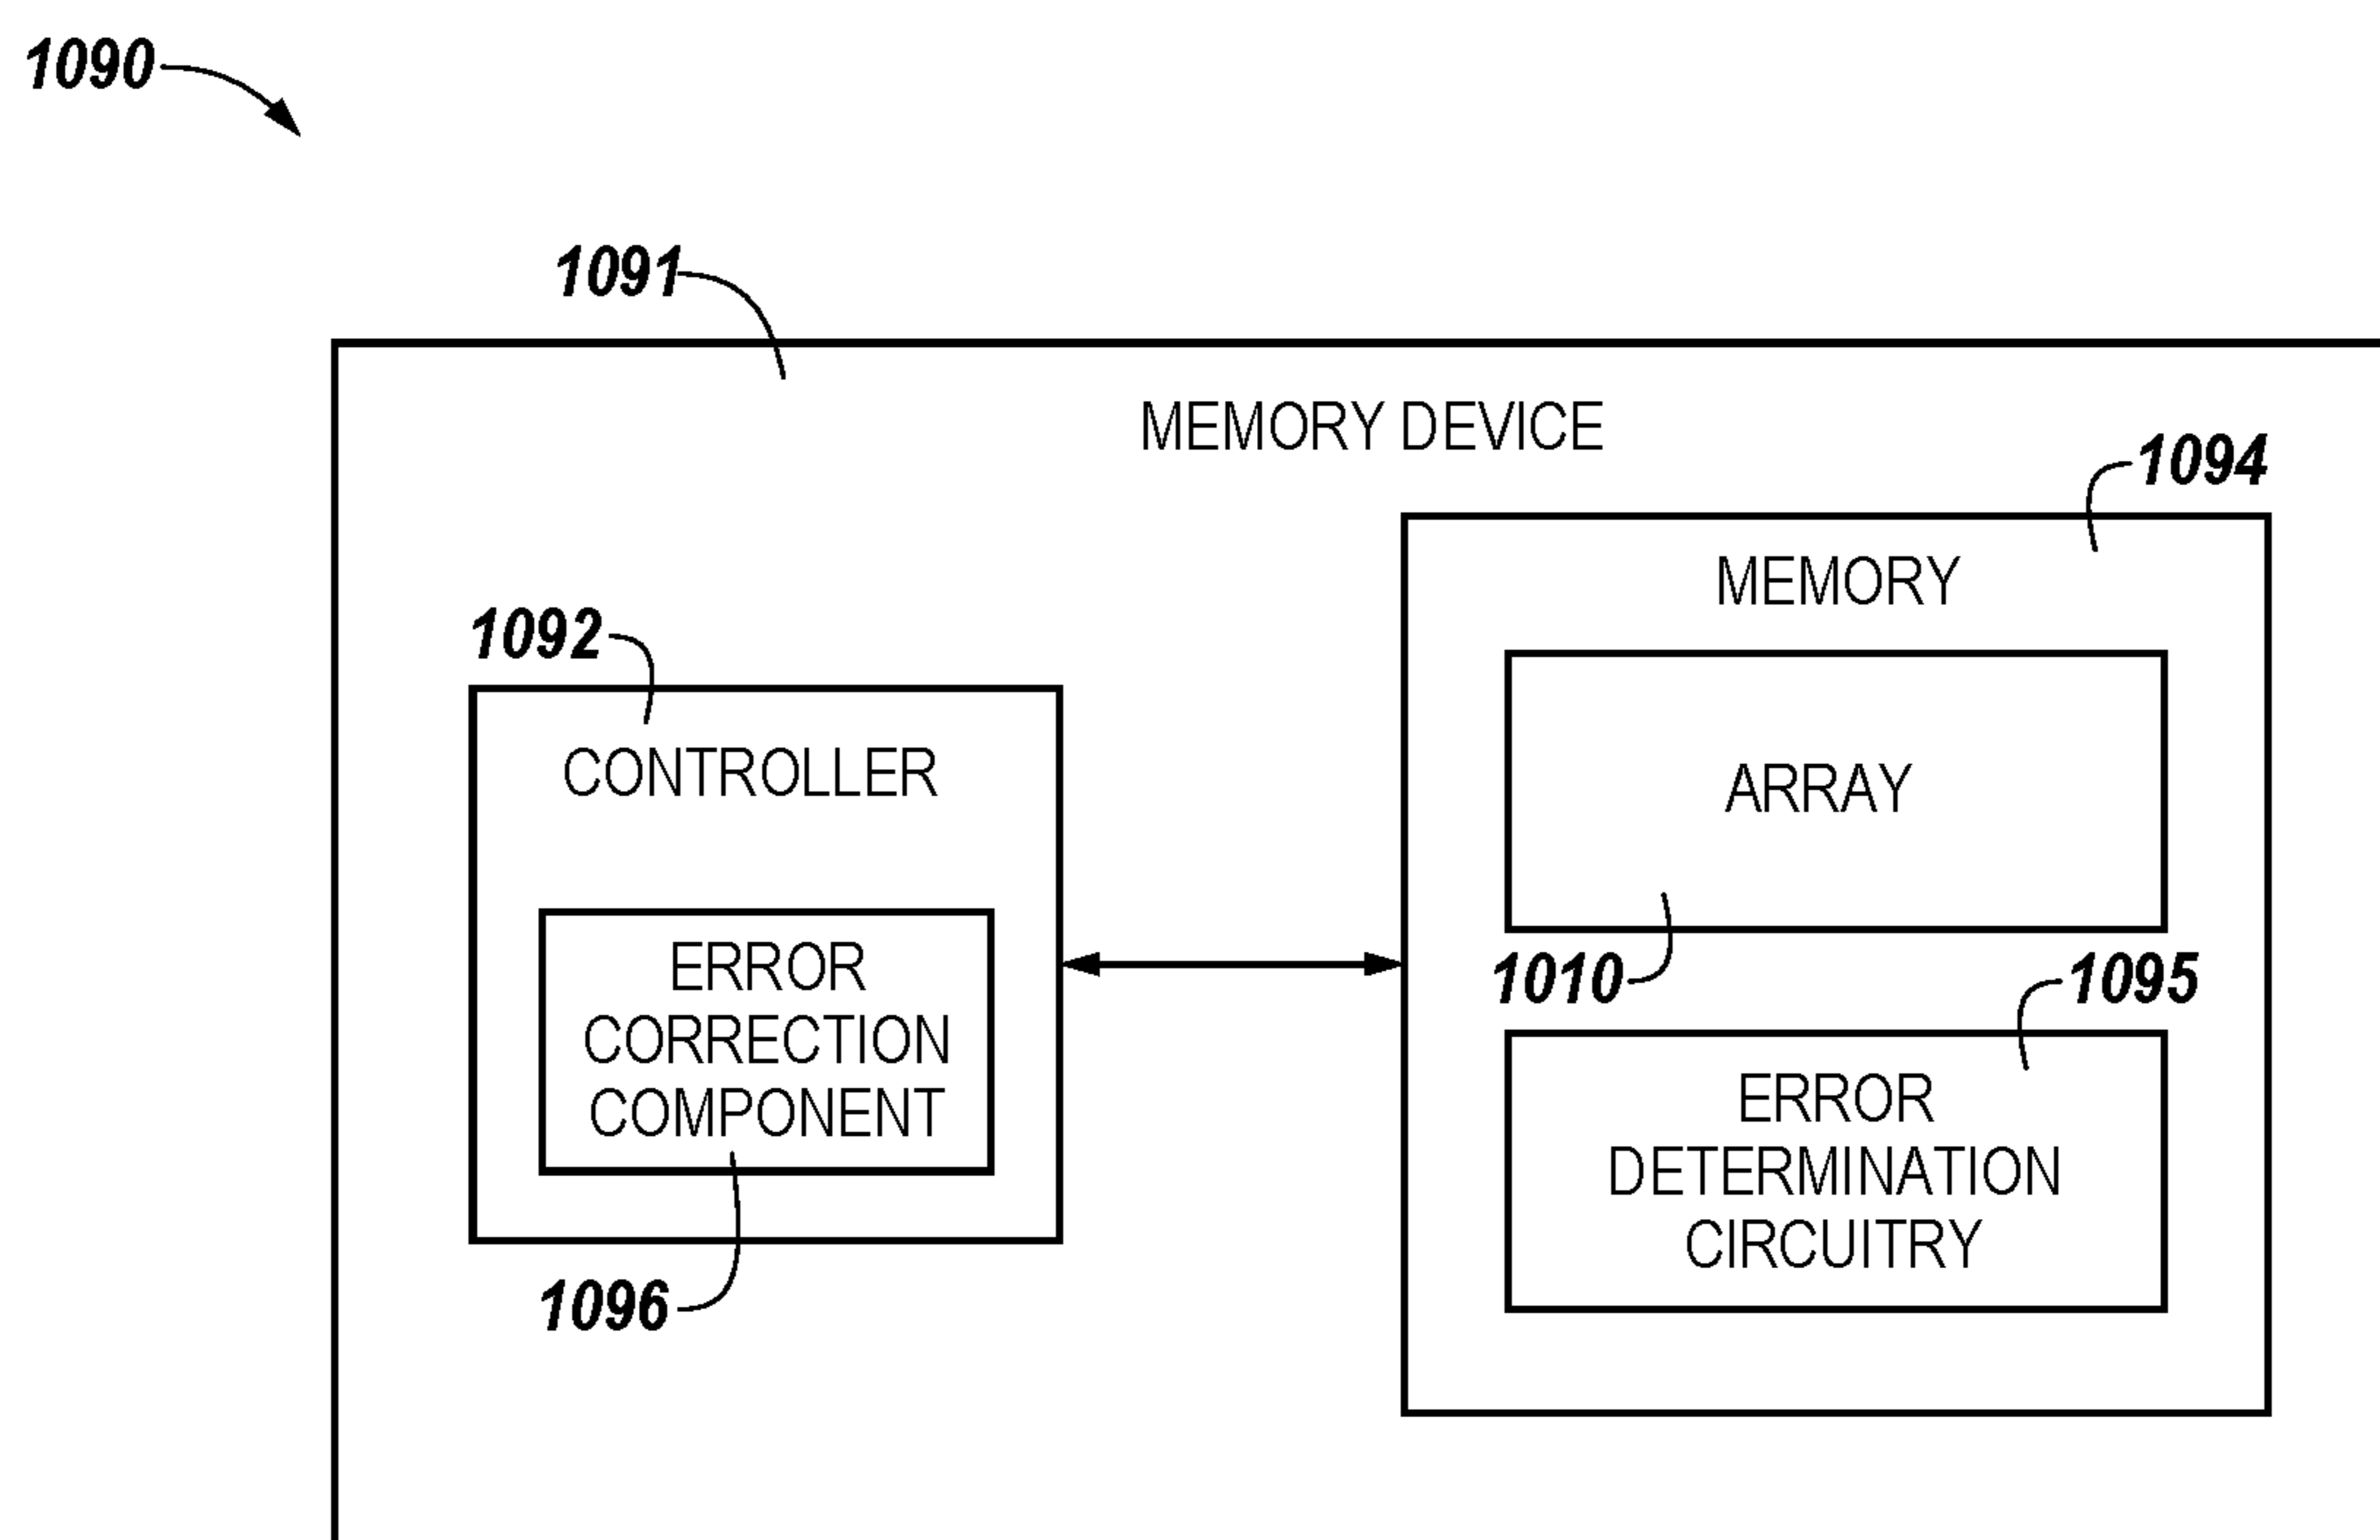 1090
1091
MEMORY DEVICE
1094
MEMORY
1092
CONTROLLER
ARRAY
ERROR
CORRECTION
COMPONENT
1010
1095
ERROR
DETERMINATION
CIRCUITRY
1096